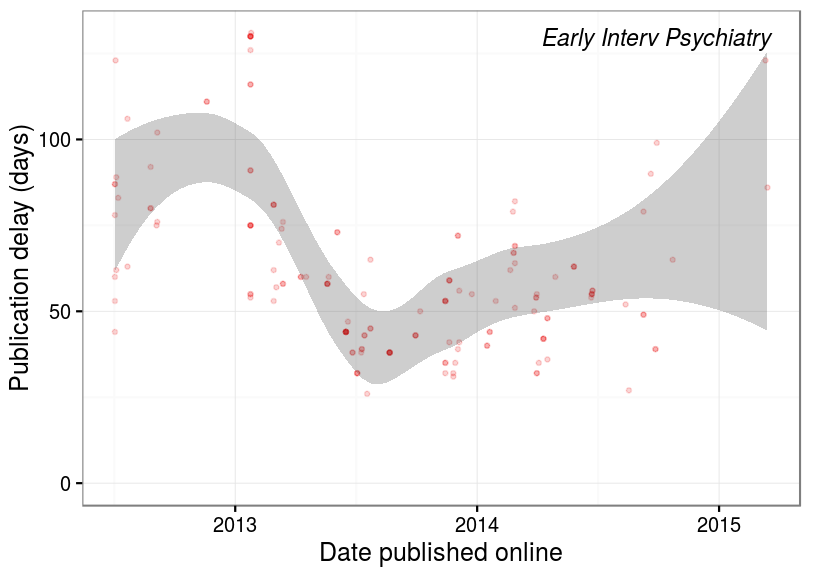 Early Interv Psychiatry
Publication delay (days)
100
50
0
2013 2014 2015
Date published online